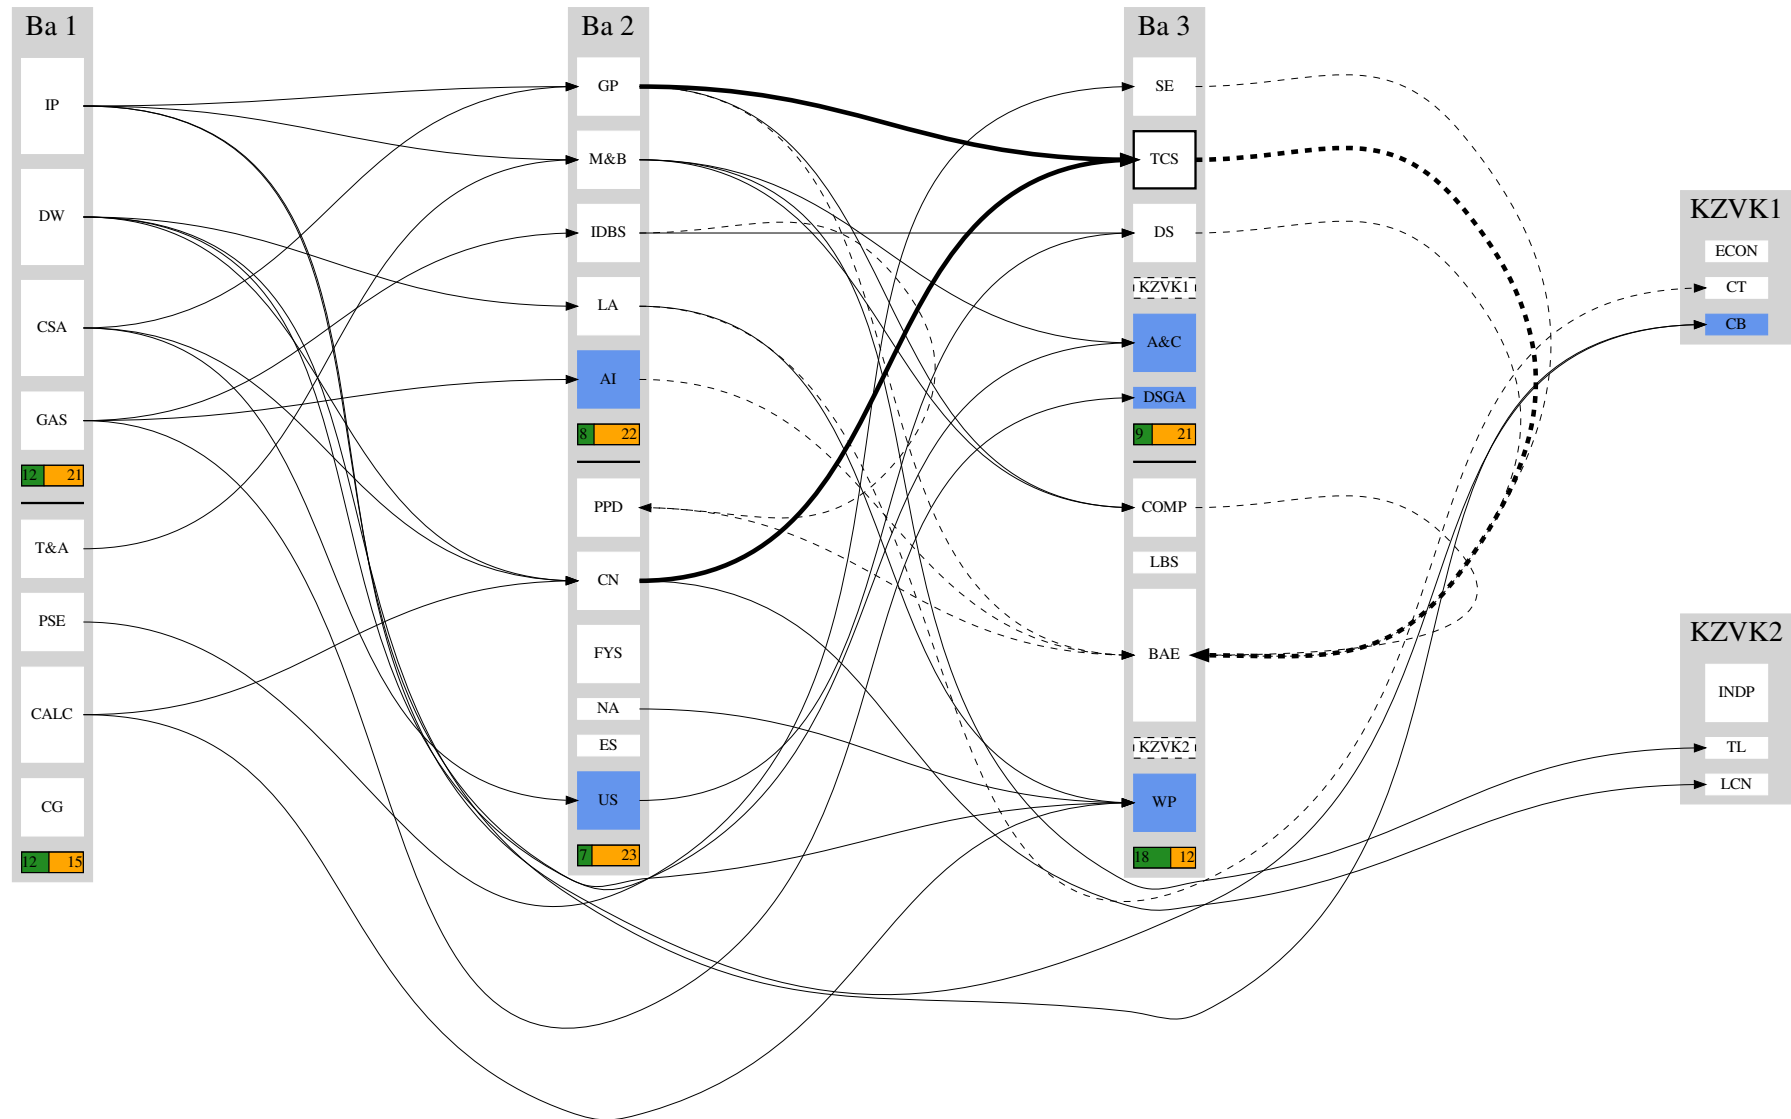 Ba 1
IP
DW
CSA
GAS
12 21
T&A
PSE
CALC
CG
12 15
Ba 2
GP
M&B
IDBS
LA
AI
8 22
PPD
CN
FYS
NA
ES
US
7 23
Ba 3
SE
TCS
DS
KZVK1
A&C
DSGA
9 21
COMP
LBS
BAE
KZVK2
WP
18 12
KZVK1
ECON
CT
CB
KZVK2
INDP
TL
LCN